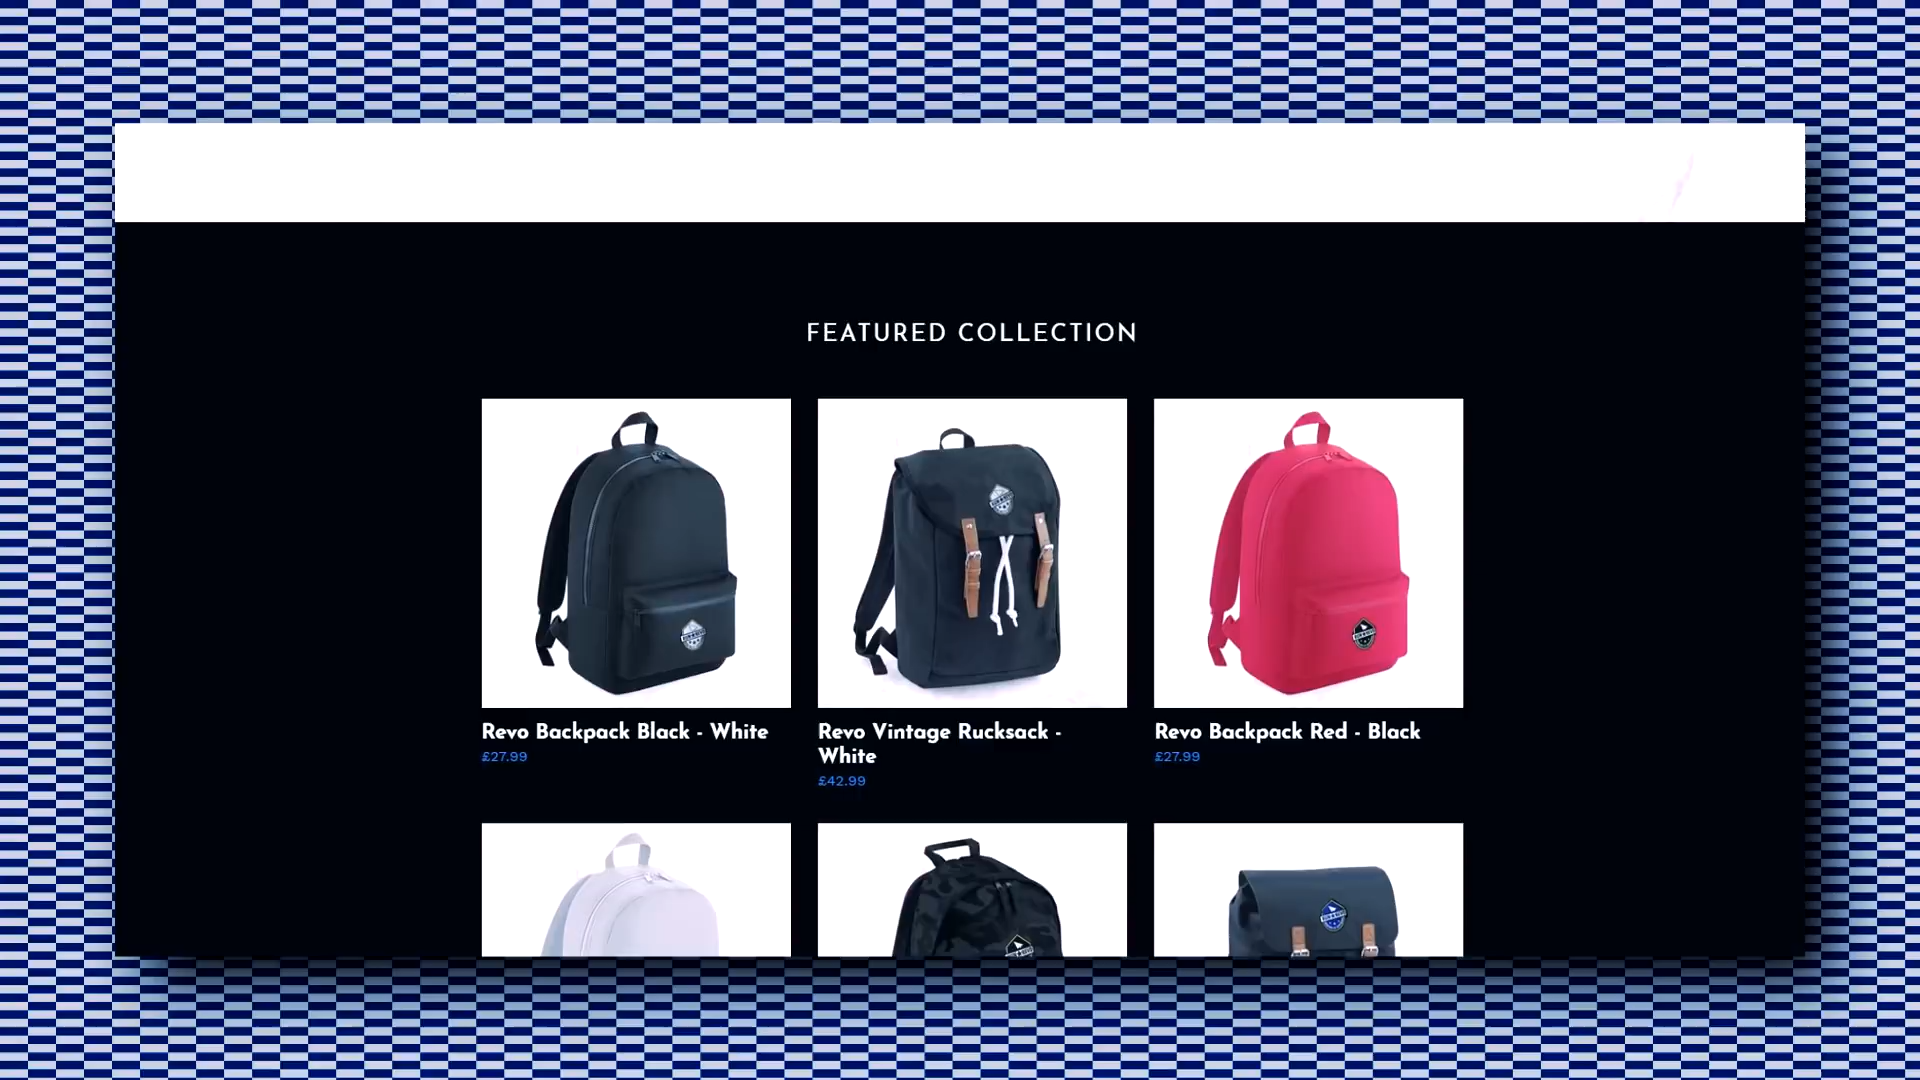 FEATURED COLLECTION
Revo Backpack Black - White
£27.99
Revo Vintage Rucksack -
White
£42.99
Revo Backpack Red - Black
£27.99